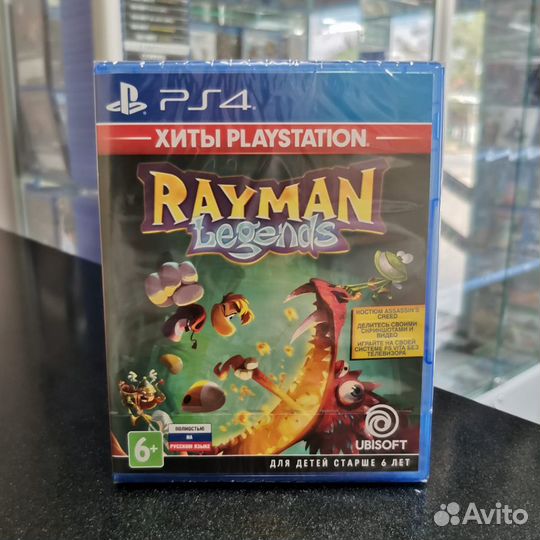 PS4
ХИТЫ PLAYSTATION
RAYMAN
Legends
КОСТЮМ ASSASSIN'S
CREED
ДЕЛИТЕСЬ СВОИМИ
СКРИНШОТАМИ И
ВИДЕО
ИГРАЙТЕ НА СВОЕЙ
СИСТЕМЕ PS VITA БЕЗ
ТЕЛЕВИЗОРА
ПОЛНОСТЬЮ
НА
РУССКОМ ЯЗЫКЕ
6+
UBISOFT
ДЛЯ ДЕТЕЙ СТАРШЕ 6 ЛЕТ
Avito